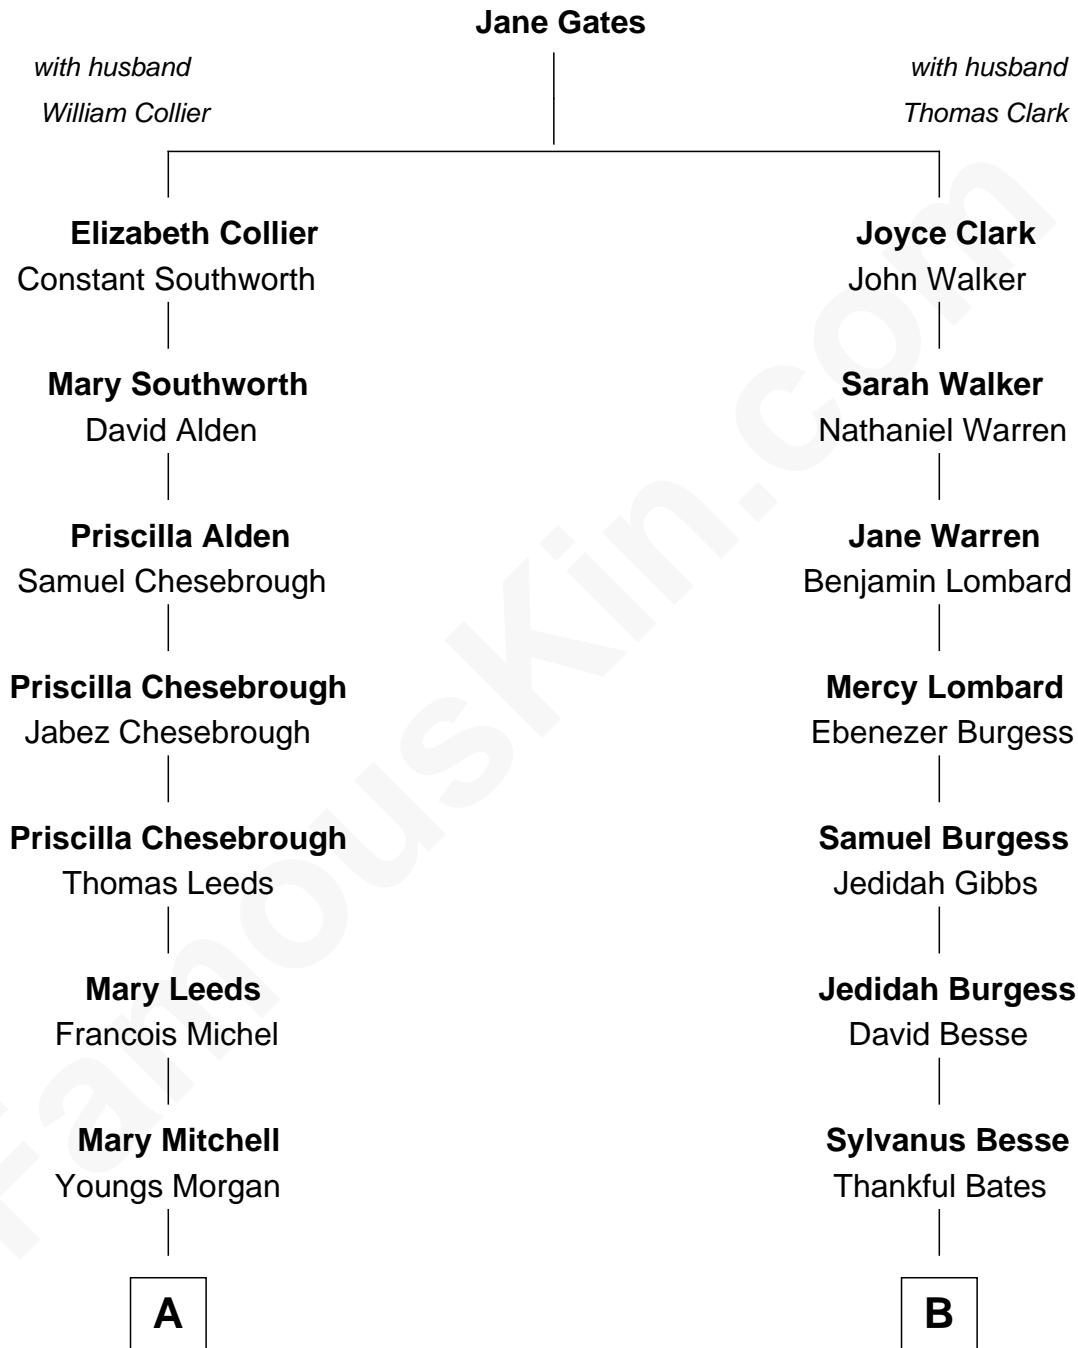 Jane Gates
with husband
William Collier
with husband
Thomas Clark
Elizabeth Collier
Constant Southworth
Joyce Clark
John Walker
Mary Southworth
David Alden
Sarah Walker
Nathaniel Warren
Priscilla Alden
Samuel Chesebrough
Jane Warren
Benjamin Lombard
Priscilla Chesebrough
Jabez Chesebrough
Mercy Lombard
Ebenezer Burgess
Priscilla Chesebrough
Thomas Leeds
Samuel Burgess
Jedidah Gibbs
Mary Leeds
Francois Michel
Jedidah Burgess
David Besse
Mary Mitchell
Youngs Morgan
Sylvanus Besse
Thankful Bates
A
B
FamousKin.com